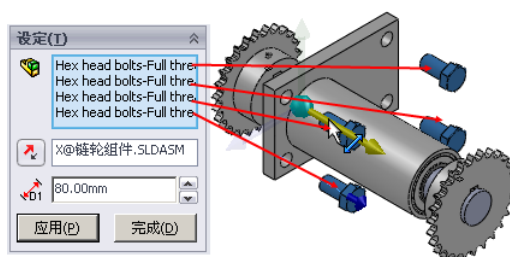 设定(T)
Hex head bolts-Full thre
Hex head bolts-Full thre
Hex head bolts-Full thre
Hex head bolts-Full thre
X@链轮组件.SLDASM
D1
80.00mm
应用(P)
完成(D)